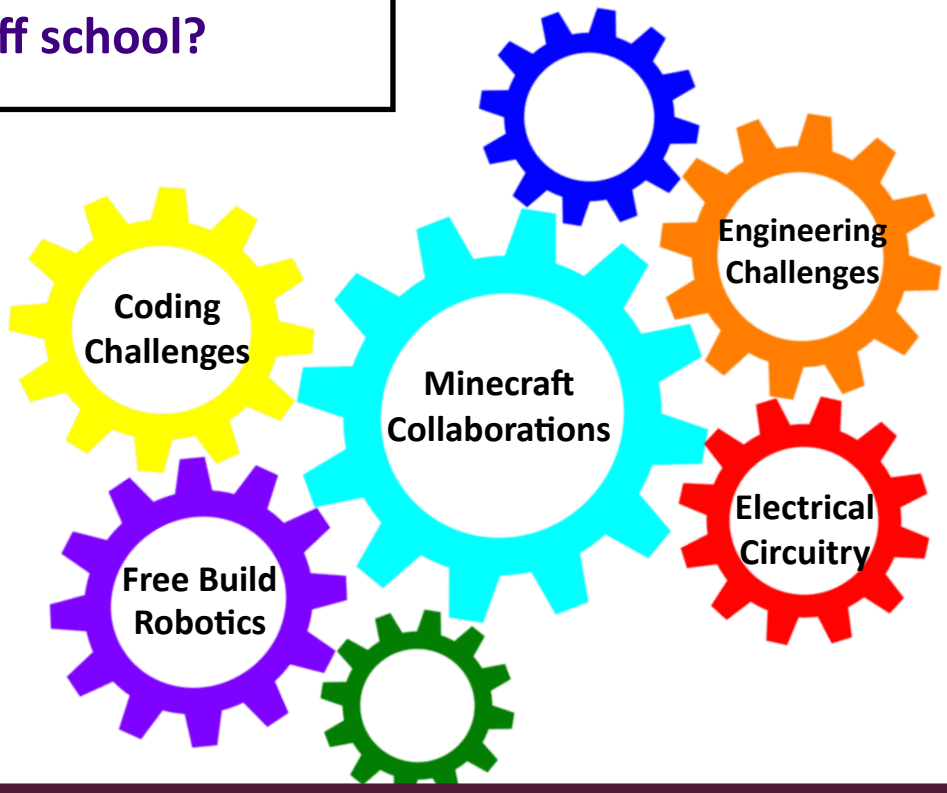 ff school?
Engineering
Challenges
Coding
Challenges
Minecraft
Collaborations
Electrical
Circuitry
Free Build
Robotics